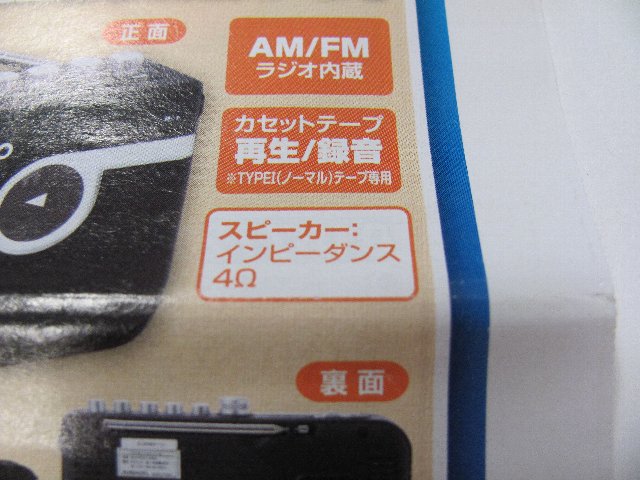 正面
AM/FM
ラジオ内蔵
カセットテープ
再生/録音
※TYPEI(ノーマル)テープ専用
スピーカー:
インピーダンス
4Ω
裏面